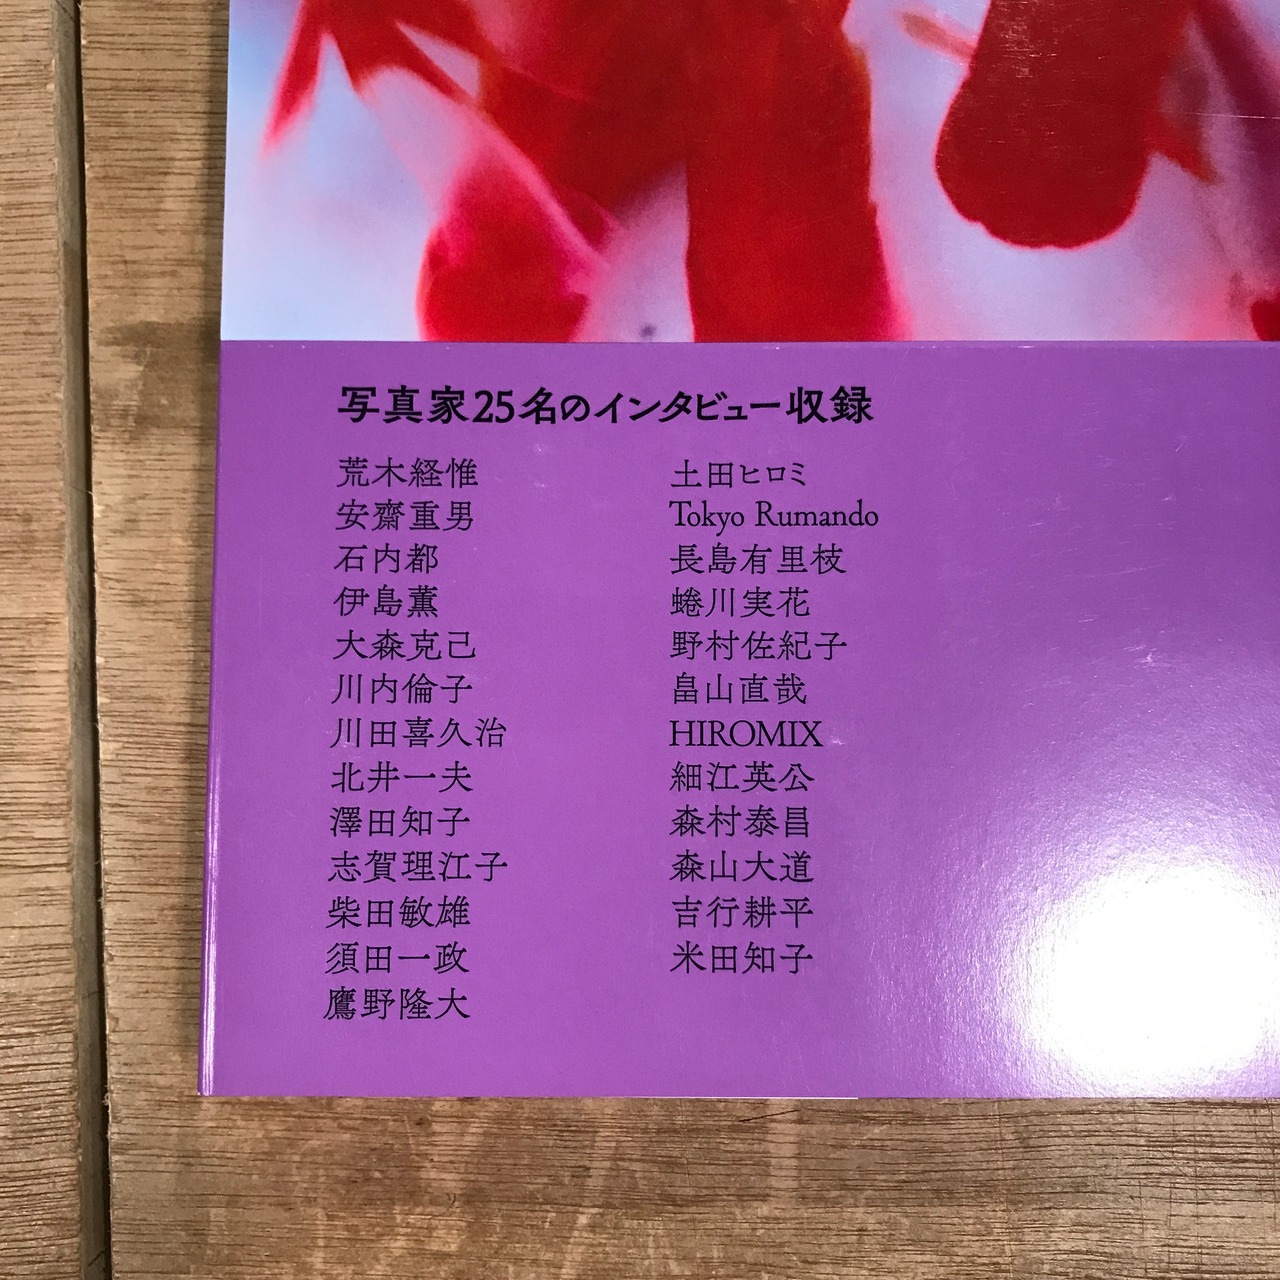 写真家25名のインタビュー収録
荒木経惟
安齋重男
石内都
伊島薫
大森克己
川内倫子
川田喜久治
北井一夫
澤田知子
志賀理江子
柴田敏雄
須田一政
鷹野隆大
土田ヒロミ
Tokyo Rumando
長島有里枝
蜷川実花
野村佐紀子
畠山直哉
HIROMIX
細江英公
森村泰昌
森山大道
吉行耕平
米田知子